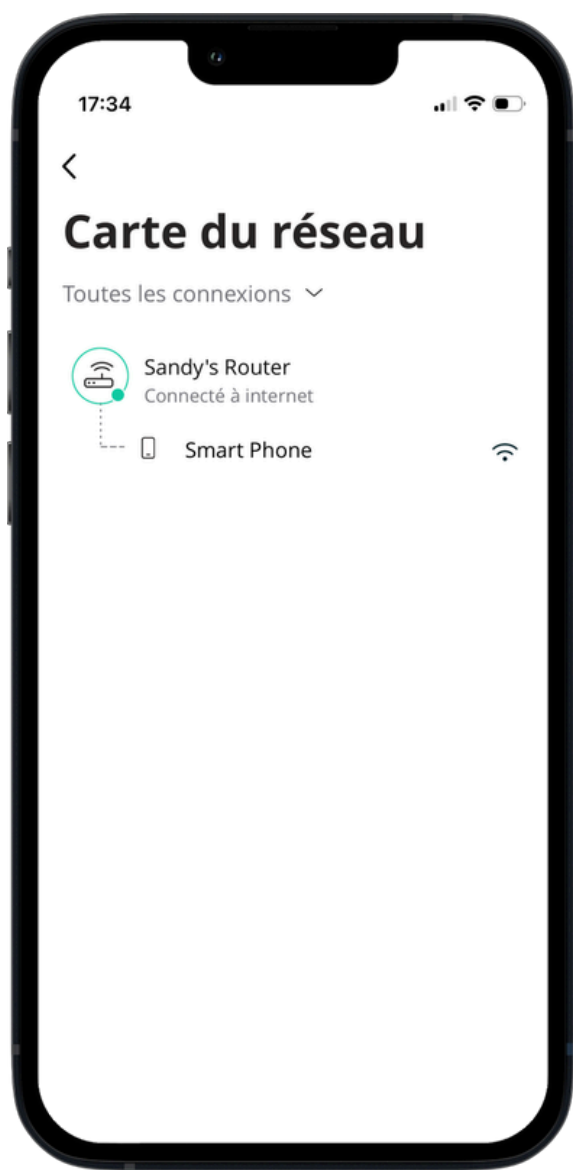 17:34
Carte du réseau
Toutes les connexions
Sandy's Router
Connecté à internet
Smart Phone